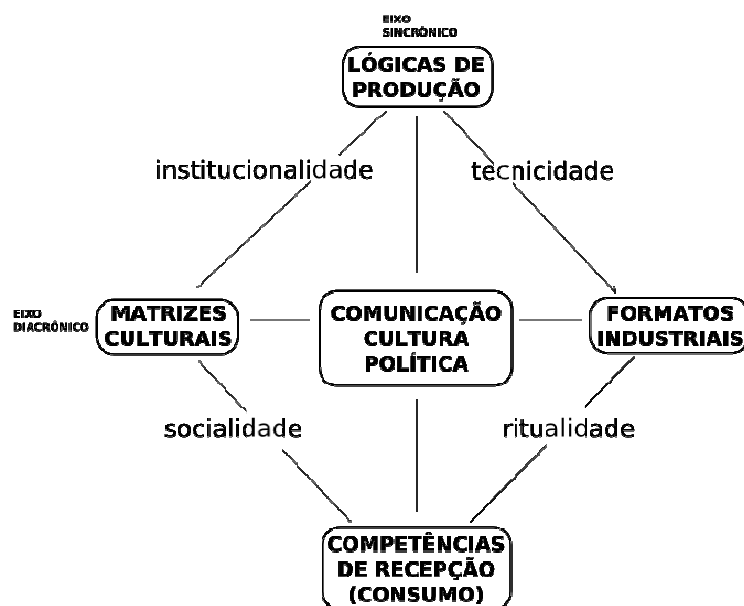 EIXO
SINCRÔNICO
LÓGICAS DE
PRODUÇÃO
institucionalidade
tecnicidade
EIXO
DIACRÔNICO
MATRIZES
CULTURAIS
COMUNICAÇÃO
CULTURA
POLÍTICA
FORMATOS
INDUSTRIAIS
socialidade
ritualidade
COMPETÊNCIAS
DE RECEPÇÃO
(CONSUMO)